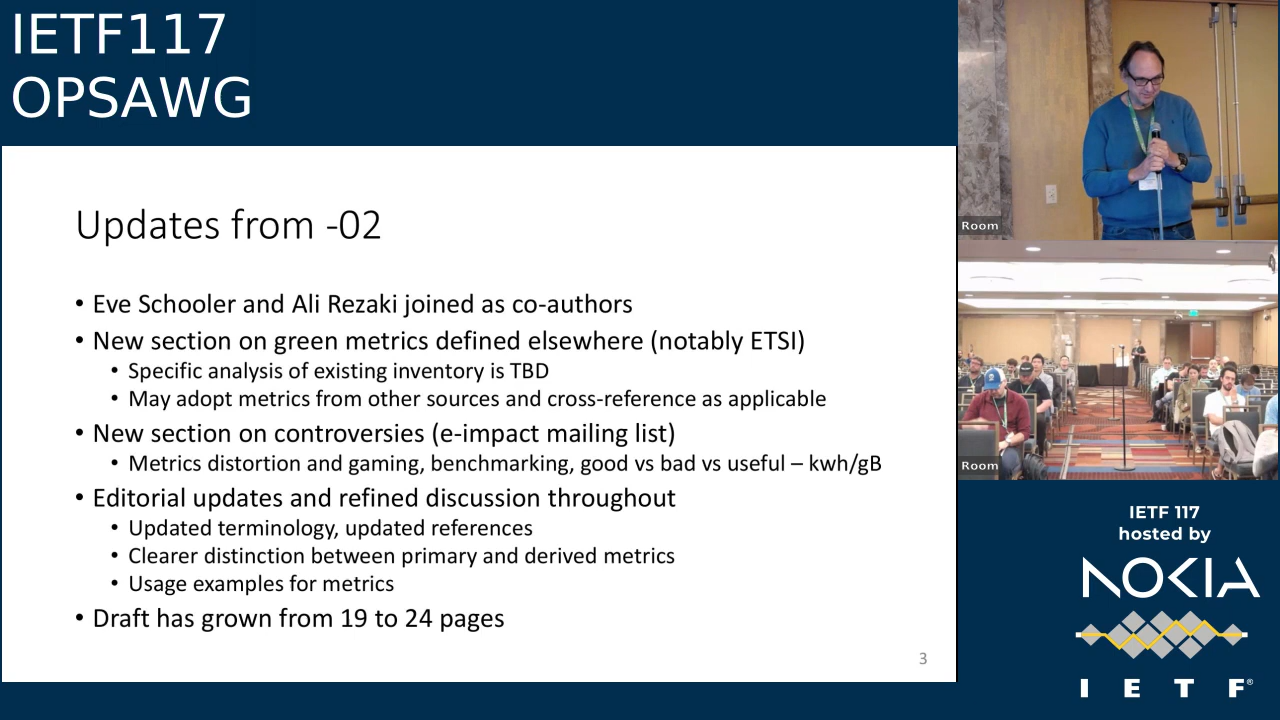 IETF117
OPSAWG
Updates from -02
• Eve Schooler and Ali Rezaki joined as co-authors
• New section on green metrics defined elsewhere (notably ETSI)
• Specific analysis of existing inventory is TBD
• May adopt metrics from other sources and cross-reference as applicable
• New section on controversies (e-impact mailing list)
• Metrics distortion and gaming, benchmarking, good vs bad vs useful – kwh/gB
• Editorial updates and refined discussion throughout
• Updated terminology, updated references
• Clearer distinction between primary and derived metrics
• Usage examples for metrics
• Draft has grown from 19 to 24 pages
3
Room
Room
IETF 117
hosted by
NOKIA
I E T F®